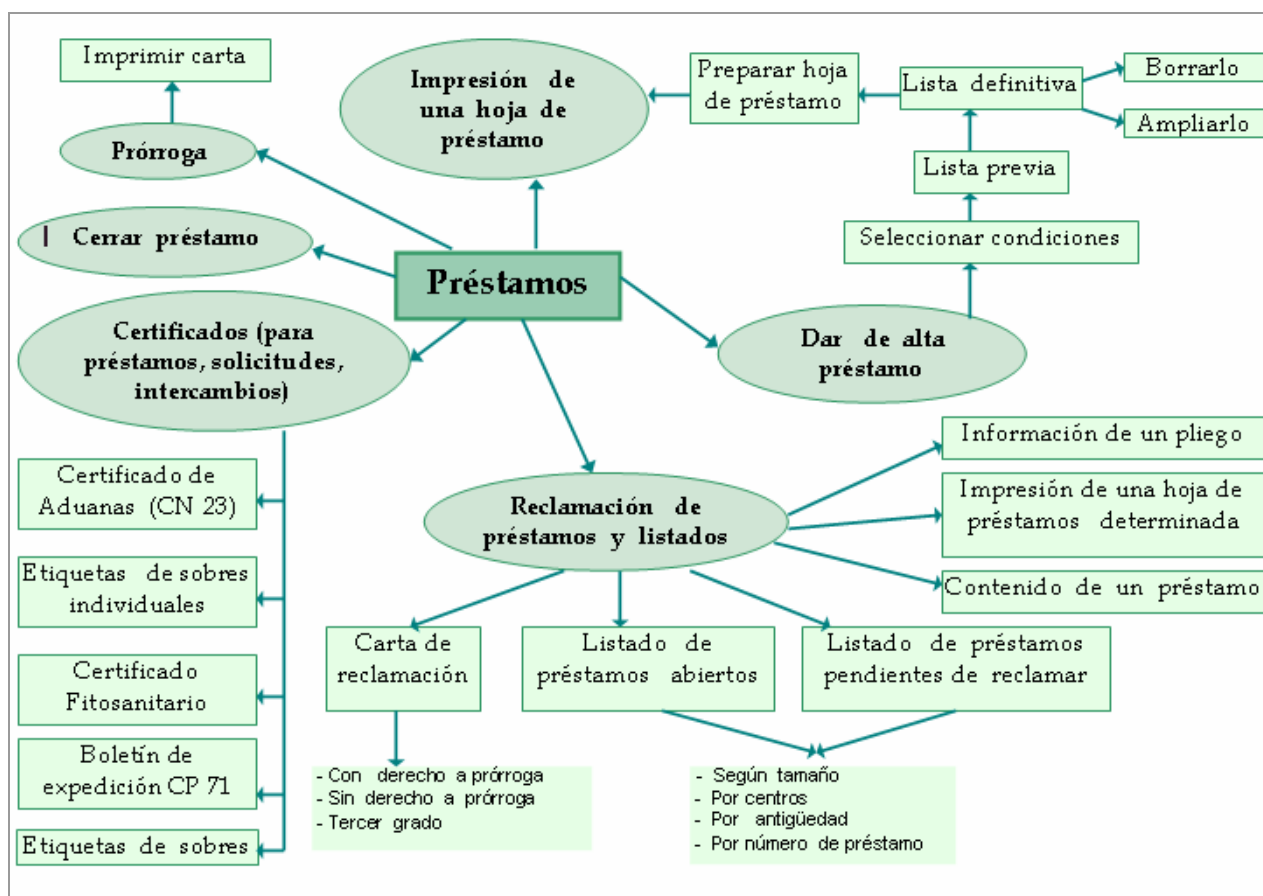 Imprimir carta
Impresión de
una hoja de
préstamo
Preparar hoja
de préstamo
Lista definitiva
Borrarlo
Ampliarlo
Prórroga
Lista previa
Cerrar préstamo
Seleccionar condiciones
Préstamos
Certificados (para
préstamos, solicitudes,
intercambios)
Dar de alta
préstamo
Certificado de
Aduanas (CN 23)
Etiquetas de sobres
individuales
Certificado
Fitosanitario
Boletín de
expedición CP 71
Etiquetas de sobres
Reclamación de
préstamos y listados
Información de un pliego
Impresión de una hoja de
préstamos determinada
Contenido de un préstamo
Carta de
reclamación
Listado de
préstamos abiertos
Listado de préstamos
pendientes de reclamar
- Con derecho a prórroga
- Sin derecho a prórroga
- Tercer grado
- Según tamaño
- Por centros
- Por antigüedad
- Por número de préstamo